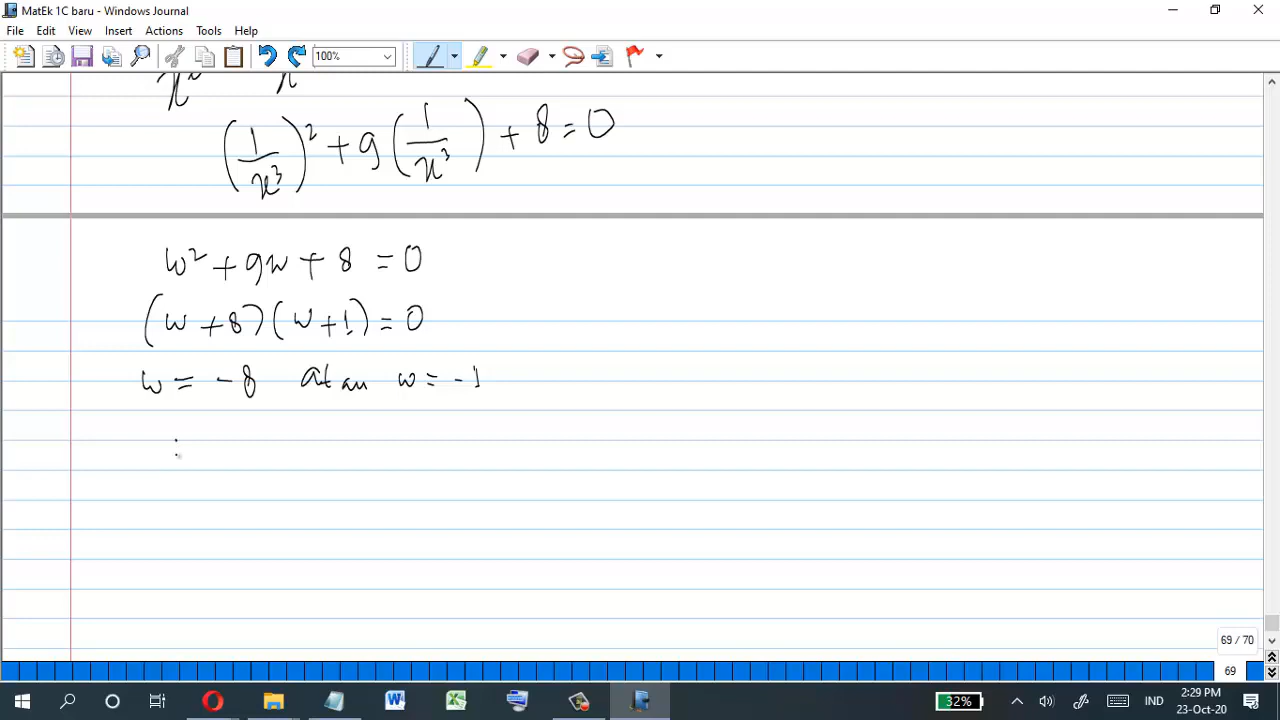 MatEk 1C baru - Windows Journal
File Edit View Insert Actions Tools Help
100%
(1/x³)² + 9(1/x³) + 8 = 0
w² + 9w + 8 = 0
(w + 8)(w + 1) = 0
w = -8 atau w = -1
:
69 / 70
69
32% IND 2:29 PM
23-Oct-20